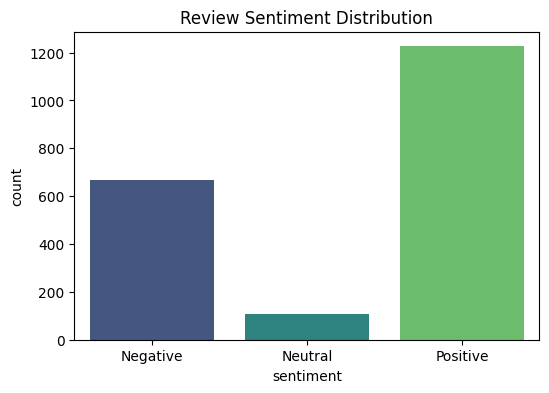 Review Sentiment Distribution
1200
1000
800
600
400
200
0
count
Negative Neutral Positive
sentiment